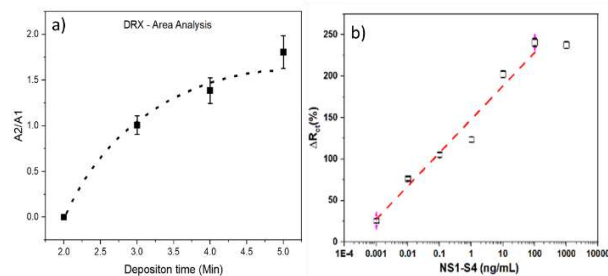 a)
DRX - Area Analysis
A2/A1
2.0
1.5
1.0
0.5
0.0
2.0 2.5 3.0 3.5 4.0 4.5 5.0
Depositon time (Min)
b)
ΔRct(%)
250
200
150
100
50
0
1E-4 0.001 0.01 0.1 1 10 100 1000
NS1-S4 (ng/mL)